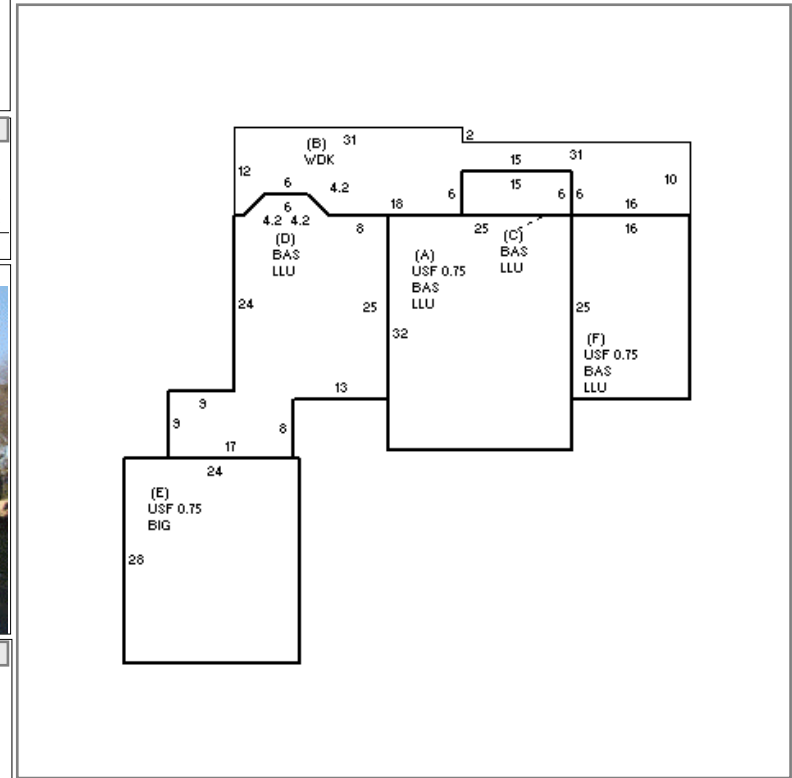 2
(B) 31
WDK
15 31
12
6 4.2 15 10
6 6 6
18 16
6
4.2 4.2 8 25 16
(D) (C)
BAS BAS
LLU LLU
(A)
USF 0.75
BAS
LLU
24 25 25
32
(F)
USF 0.75
BAS
LLU
13
9
9 8
17
24
(E)
USF 0.75
BIG
28